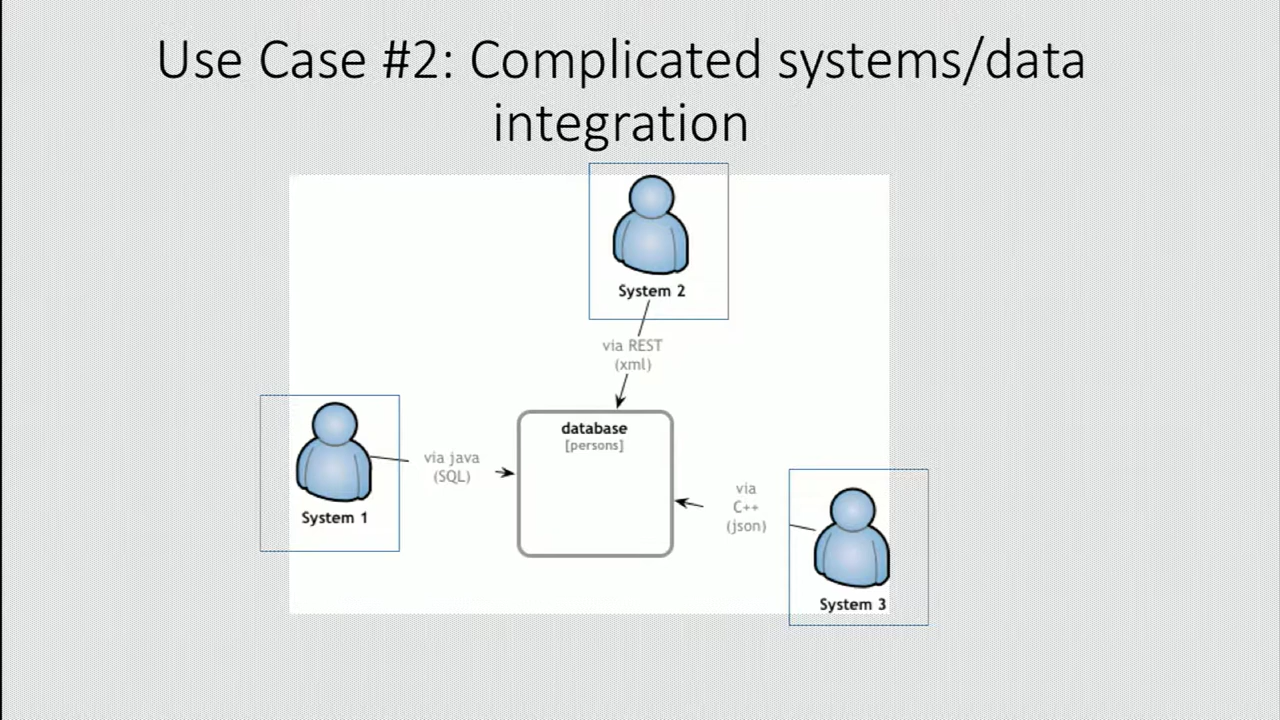 Use Case #2: Complicated systems/data
integration
System 2
via REST
(xml)
database
[persons]
via java
(SQL)
System 1
via
C++
(json)
System 3